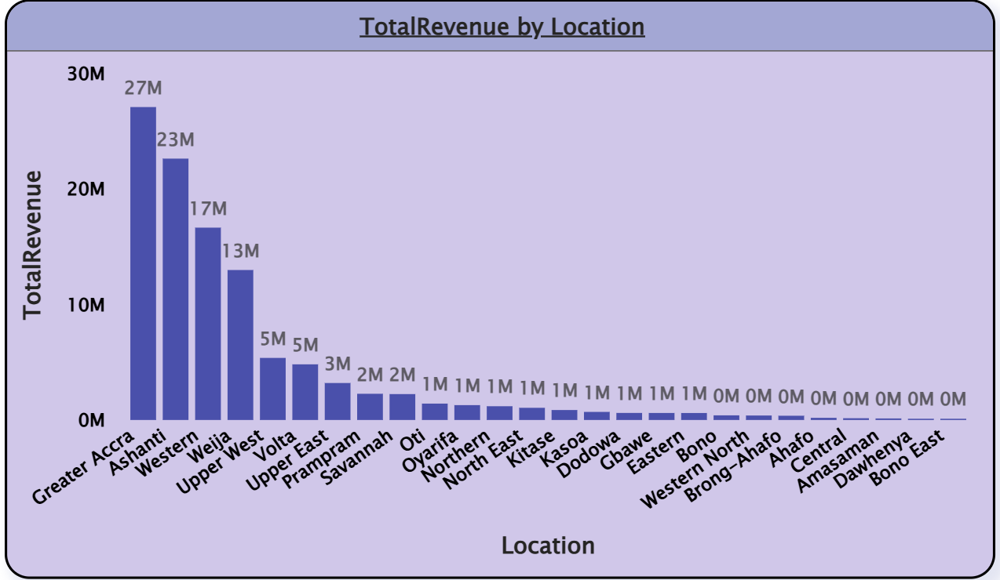 TotalRevenue by Location
30M
20M
10M
0M
TotalRevenue
27M
23M
17M
13M
5M
5M
3M
2M
2M
1M
1M
1M
1M
1M
1M
1M
1M
1M
0M
0M
0M
0M
0M
0M
0M
0M
Greater Accra
Ashanti
Western
Weija
Upper West
Volta
Upper East
Prampram
Savannah
Oti
Oyarifa
Northern
North East
Kitase
Kasoa
Dodowa
Gbawe
Eastern
Bono
Western North
Brong-Ahafo
Ahafo
Central
Amasaman
Dawhenya
Bono East
Location